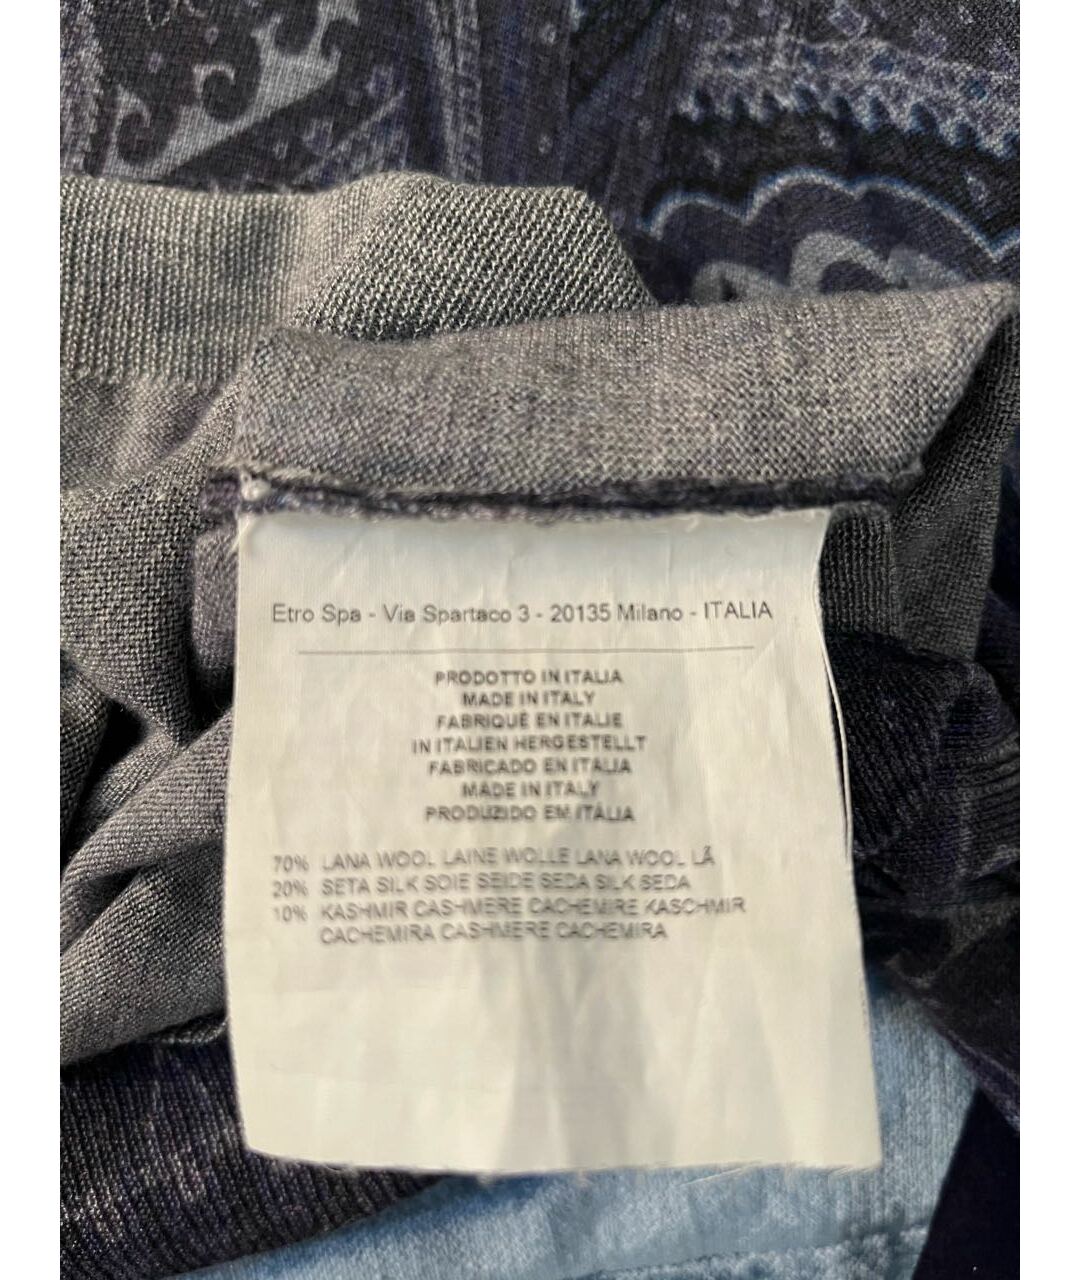 Etro Spa - Via Spartaco 3 - 20135 Milano - ITALIA
PRODOTTO IN ITALIA
MADE IN ITALY
FABRIQUÉ EN ITALIE
IN ITALIEN HERGESTELLT
FABRICADO EN ITALIA
MADE IN ITALY
PRODUZIDO EM ITÁLIA
70% LANA WOOL LAINE WOLLE LANA WOOL LÃ
20% SETA SILK SOIE SEIDE SEDA SILK SEDA
10% KASHMIR CASHMERE CACHEMIRE KASCHMIR
CACHEMIRA CASHMERE CACHEMIRA